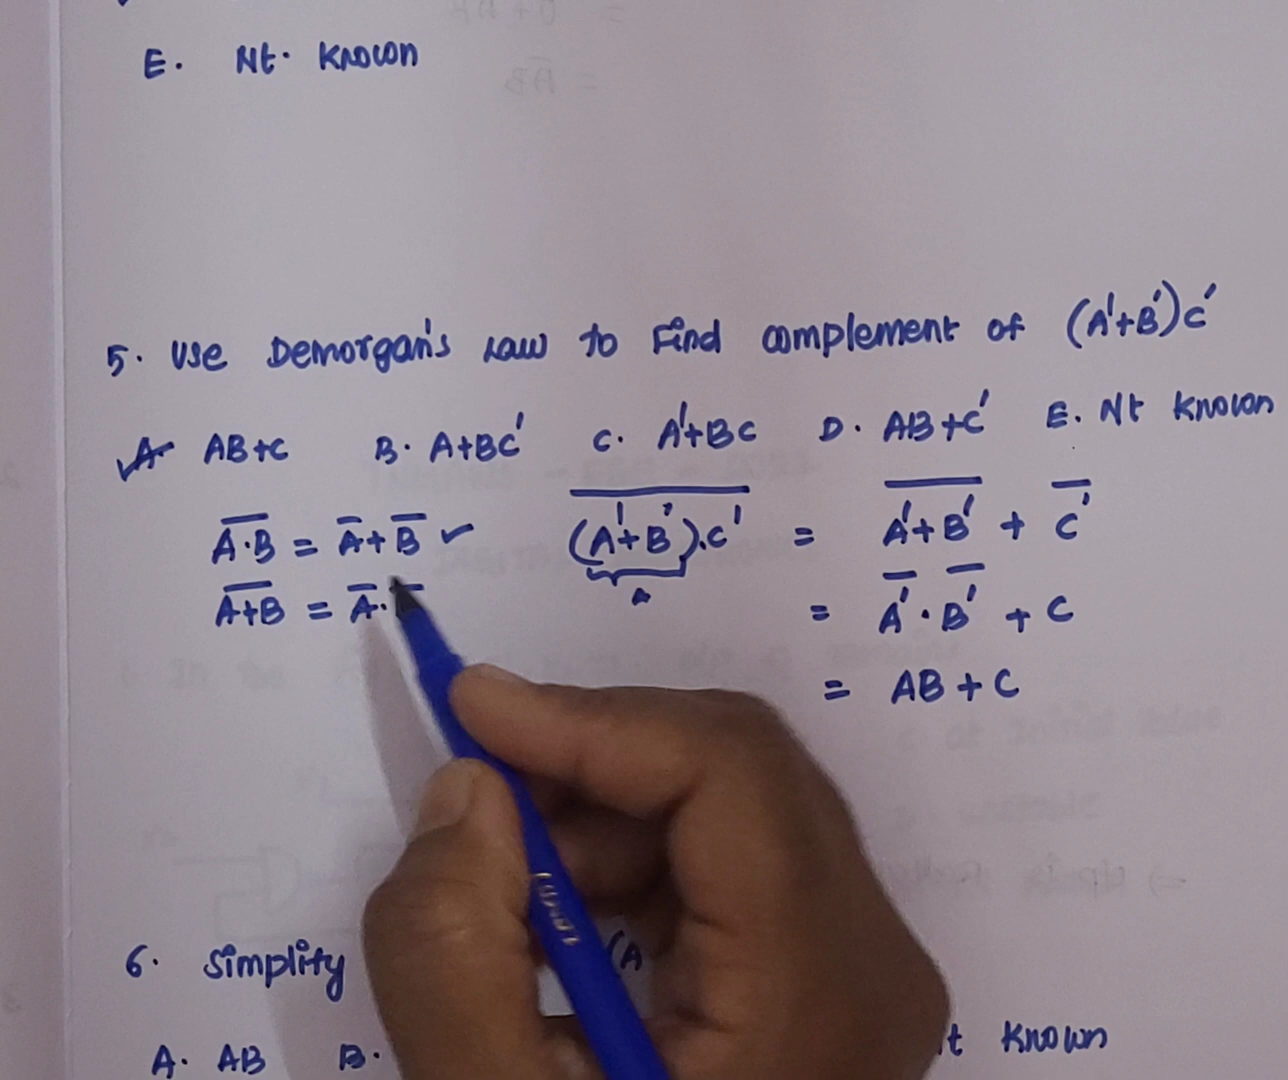 E. Nt. Known
5. Use Demorgan's Law to Find complement of (A'+B')C'
A. AB+C B. A+BC' C. A'+BC D. AB+C' E. Nt Known
A̅·̅B̅ = A̅+B̅ ✓ (̅A̅'̅+̅B̅'̅)̅.̅C̅'̅ = A̅'̅+̅B̅'̅ + C̅'̅
A
A̅+̅B̅ = A̅. = A̅'̅ . B̅'̅ + C
= AB + C
6. Simplify (A
A. AB B. t Known